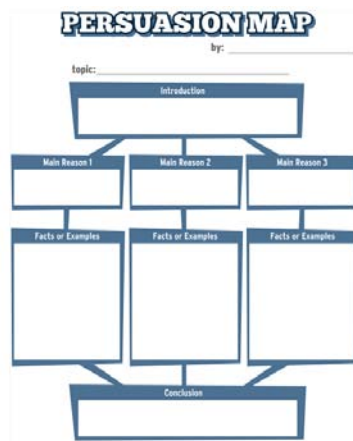 PERSUASION MAP
by:
topic:
Introduction
Main Reason 1
Main Reason 2
Main Reason 3
Facts or Examples
Facts or Examples
Facts or Examples
Conclusion